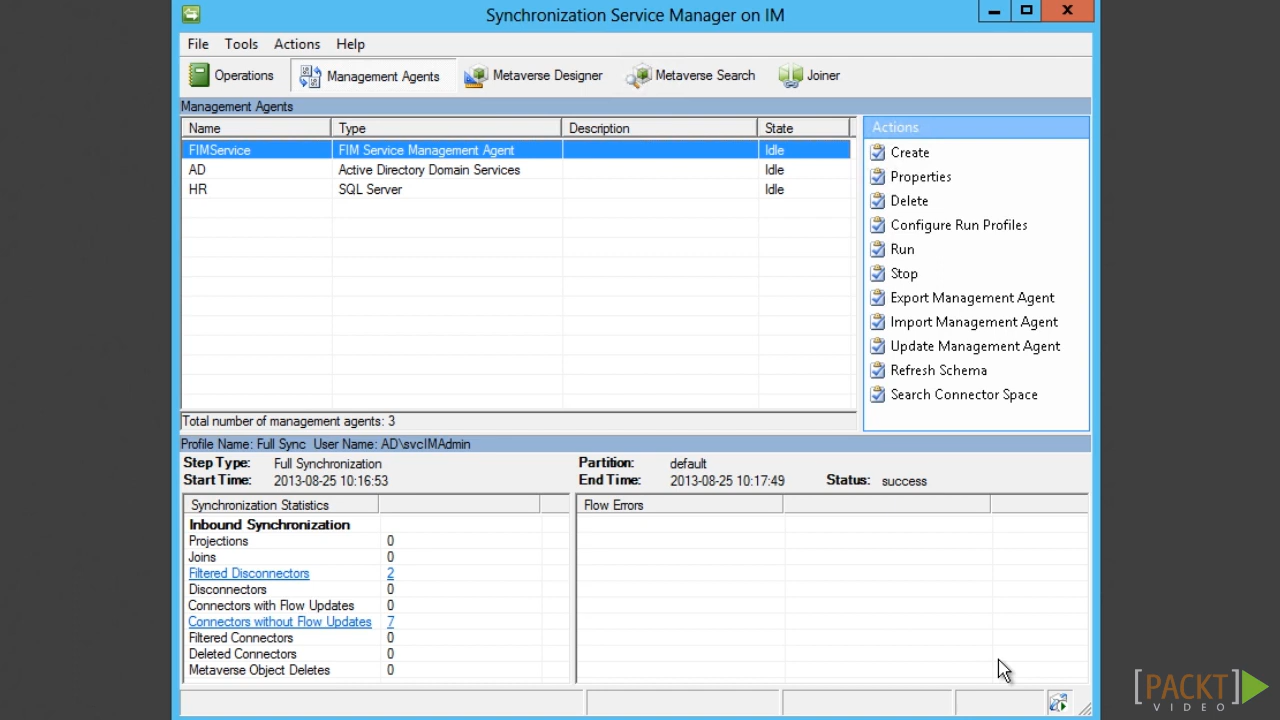 Synchronization Service Manager on IM
File Tools Actions Help
Operations Management Agents Metaverse Designer Metaverse Search Joiner
Management Agents
Name Type Description State
FIMService FIM Service Management Agent Idle
AD Active Directory Domain Services Idle
HR SQL Server Idle
Total number of management agents: 3
Actions
Create
Properties
Delete
Configure Run Profiles
Run
Stop
Export Management Agent
Import Management Agent
Update Management Agent
Refresh Schema
Search Connector Space
Profile Name: Full Sync User Name: AD\svcIMAdmin
Step Type: Full Synchronization Partition: default
Start Time: 2013-08-25 10:16:53 End Time: 2013-08-25 10:17:49 Status: success
Synchronization Statistics
Inbound Synchronization
Projections 0
Joins 0
Filtered Disconnectors 2
Disconnectors 0
Connectors with Flow Updates 0
Connectors without Flow Updates 7
Filtered Connectors 0
Deleted Connectors 0
Metaverse Object Deletes 0
Flow Errors
[PACKT]
VIDEO